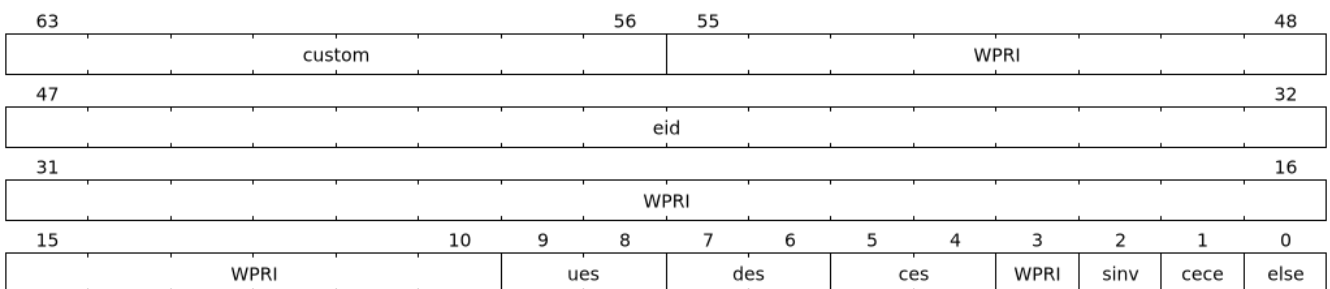 63 56 55 48
custom WPRI
47 32
eid
31 16
WPRI
15 10 9 8 7 6 5 4 3 2 1 0
WPRI ues des ces WPRI sinv cece else